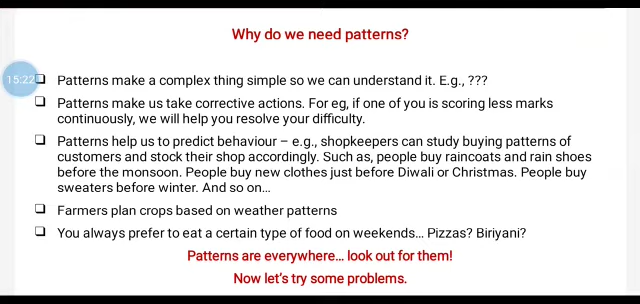 Why do we need patterns?
15:22
❑ Patterns make a complex thing simple so we can understand it. E.g., ???
❑ Patterns make us take corrective actions. For eg, if one of you is scoring less marks
continuously, we will help you resolve your difficulty.
❑ Patterns help us to predict behaviour – e.g., shopkeepers can study buying patterns of
customers and stock their shop accordingly. Such as, people buy raincoats and rain shoes
before the monsoon. People buy new clothes just before Diwali or Christmas. People buy
sweaters before winter. And so on...
❑ Farmers plan crops based on weather patterns
❑ You always prefer to eat a certain type of food on weekends... Pizzas? Biriyani?
Patterns are everywhere... look out for them!
Now let's try some problems.